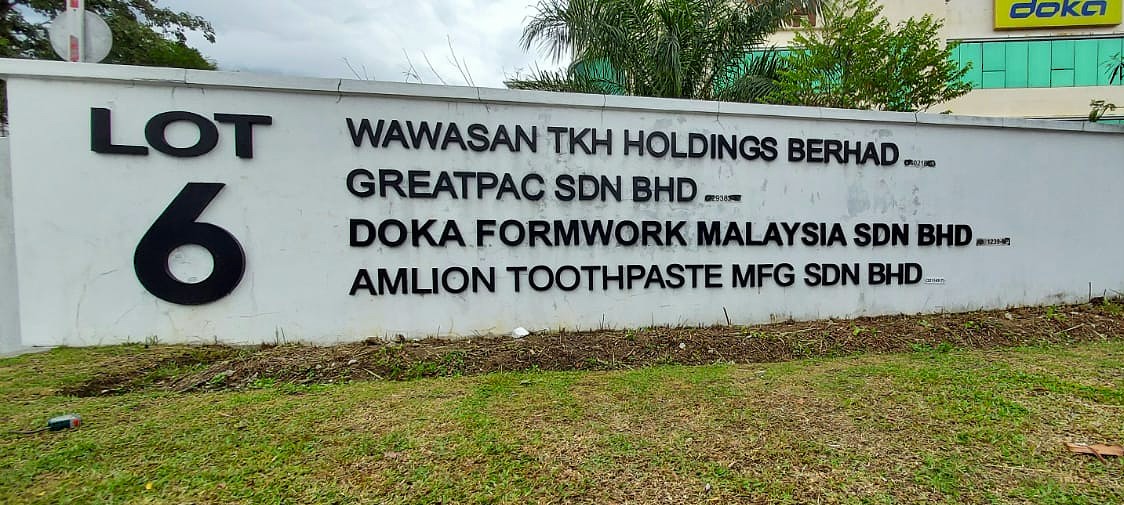 doka
LOT
6
WAWASAN TKH HOLDINGS BERHAD
GREATPAC SDN BHD
DOKA FORMWORK MALAYSIA SDN BHD
AMLION TOOTHPASTE MFG SDN BHD